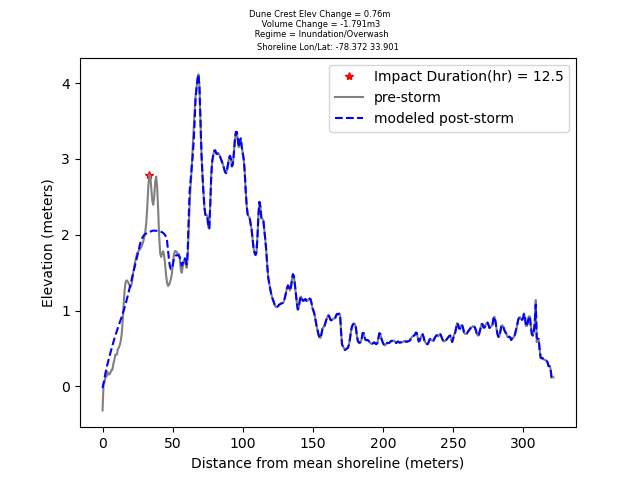 Dune Crest Elev Change = 0.76m
Volume Change = -1.791m3
Regime = Inundation/Overwash
Shoreline Lon/Lat: -78.372 33.901
Impact Duration(hr) = 12.5
pre-storm
modeled post-storm
Elevation (meters)
4
3
2
1
0
0 50 100 150 200 250 300
Distance from mean shoreline (meters)